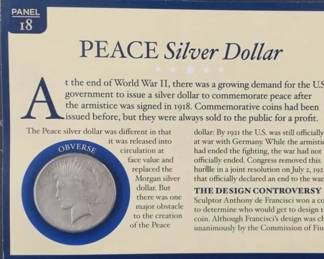 PANEL
18
PEACE Silver Dollar
At the end of World War II, there was a growing demand for the U.S.
government to issue a silver dollar to commemorate peace after
the armistice was signed in 1918. Commemorative coins had been
issued before, but they were always sold to the public for a profit.
The Peace silver dollar was different in that
it was released into
circulation at
face value and
replaced the
Morgan silver
dollar. But
there was one
major obstacle
to the creation
of the Peace
OBVERSE
dollar: By 1921 the U.S. was still officially
at war with Germany. While the armistic
had ended the fighting, the war had not
officially ended. Congress removed this
hurdle in a joint resolution on July 2, 192
that officially declared an end to the war
THE DESIGN CONTROVERSY
Sculptor Anthony de Francisci won a co
to determine who would get to design t
coin. Although Francisci's design was ch
unanimously by the Commission of Fin